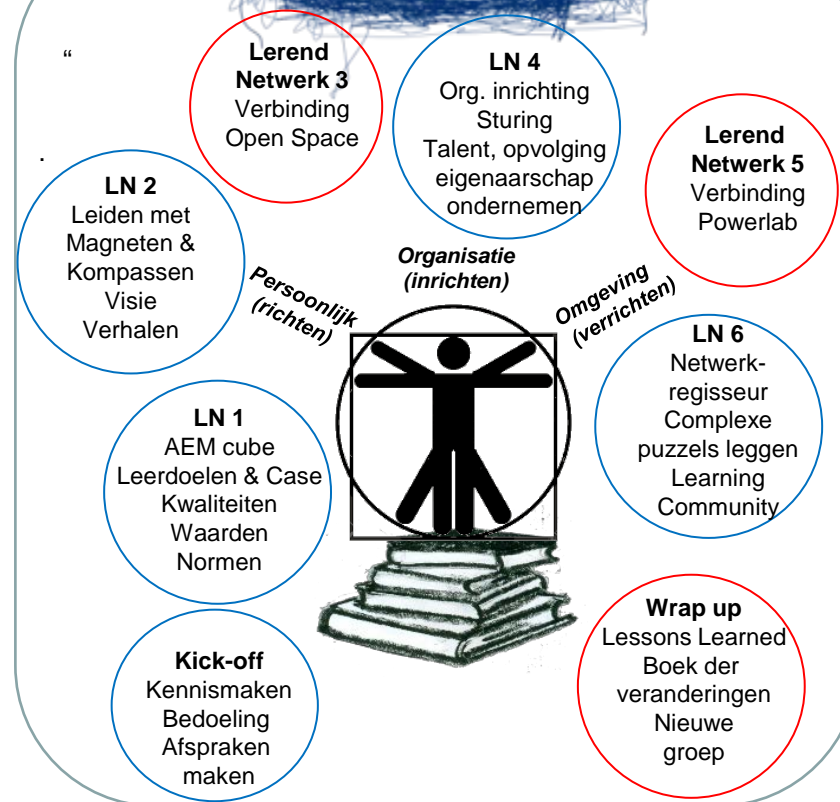 “
.
Lerend
Netwerk 3
Verbinding
Open Space
LN 4
Org. inrichting
Sturing
Talent, opvolging
eigenaarschap
ondernemen
Lerend
Netwerk 5
Verbinding
Powerlab
LN 2
Leiden met
Magneten &
Kompassen
Visie
Verhalen
Persoonlijk
(richten)
Organisatie
(inrichten)
Omgeving
(verrichten)
LN 6
Netwerk-
regisseur
Complexe
puzzels leggen
Learning
Community
LN 1
AEM cube
Leerdoelen & Case
Kwaliteiten
Waarden
Normen
Kick-off
Kennismaken
Bedoeling
Afspraken
maken
Wrap up
Lessons Learned
Boek der
veranderingen
Nieuwe
groep